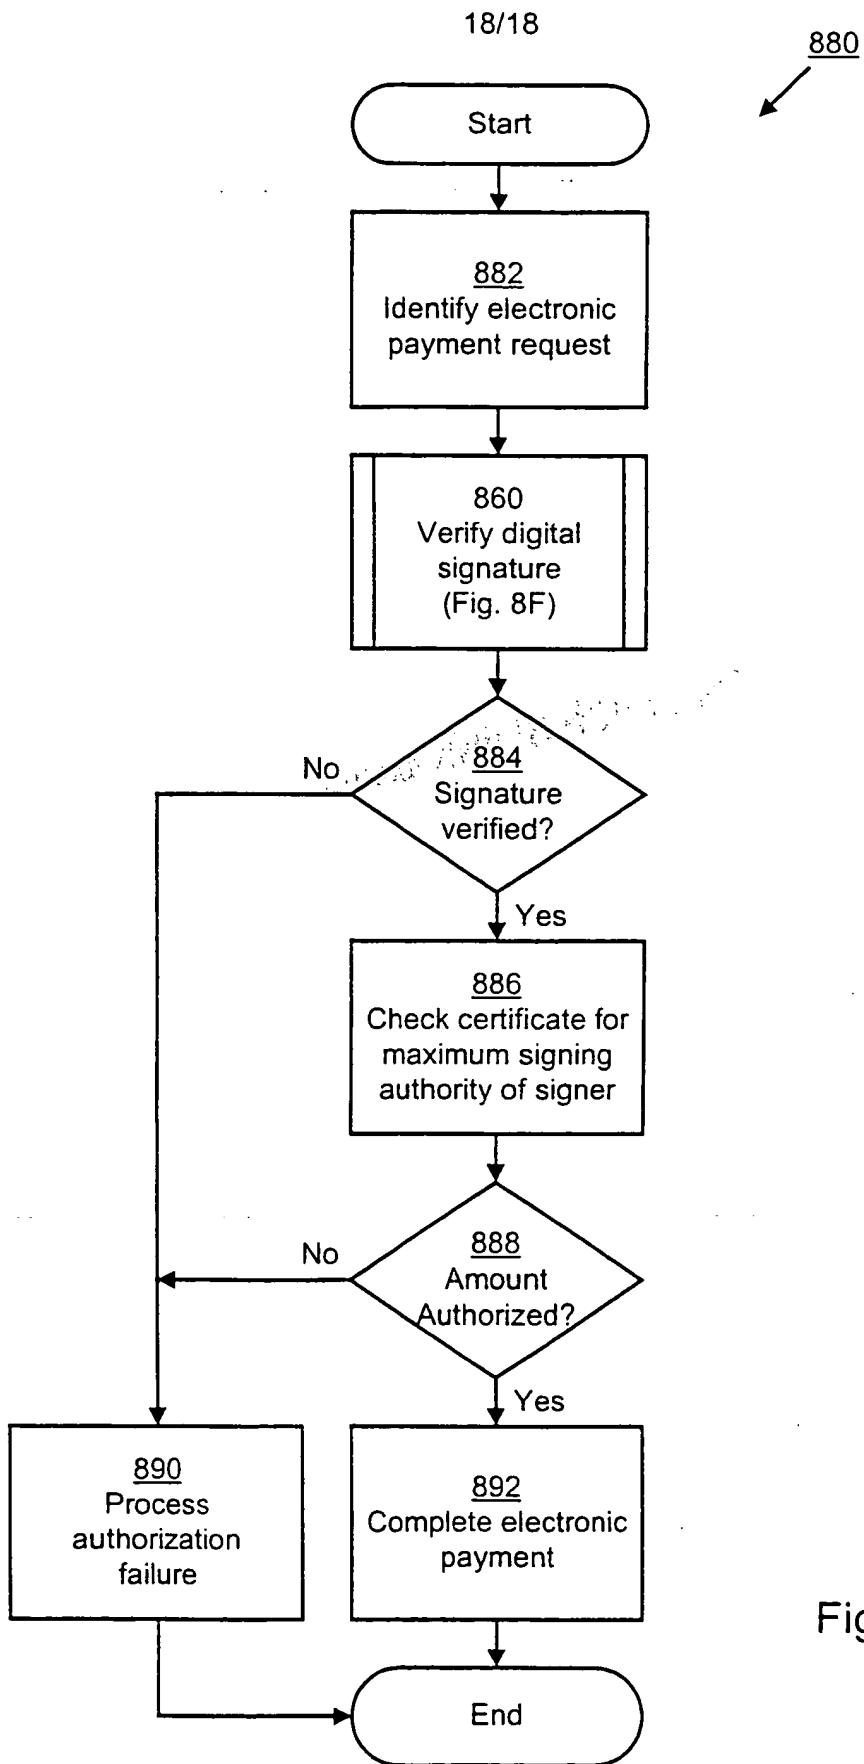 18/18
880
Start
882
Identify electronic
payment request
860
Verify digital
signature
(Fig. 8F)
884
Signature
verified?
No
Yes
886
Check certificate for
maximum signing
authority of signer
888
Amount
Authorized?
No
Yes
890
Process
authorization
failure
892
Complete electronic
payment
Fig
End